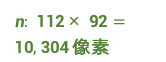 n: 112 × 92 =
10, 304 像素